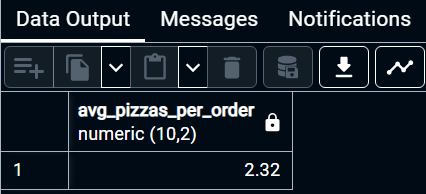 Data Output Messages Notifications
avg_pizzas_per_order
numeric (10,2)
1 2.32